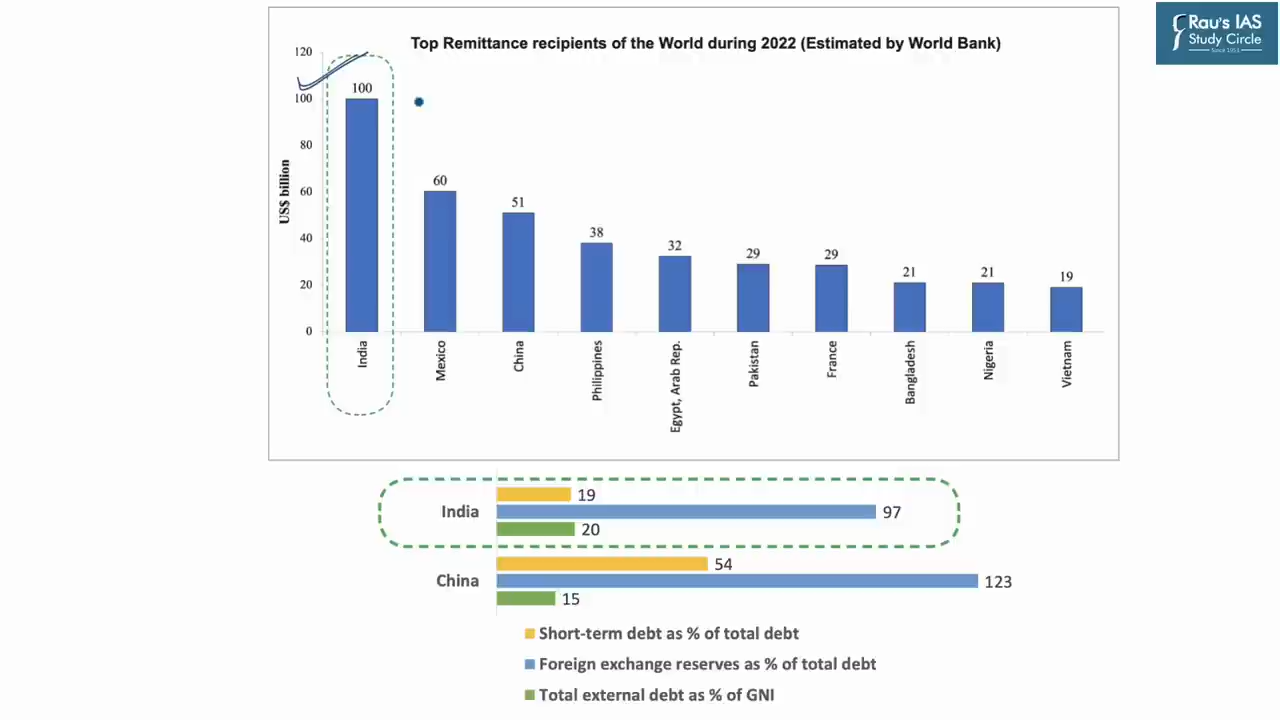 Rau's IAS
Study Circle
Since 1953
Top Remittance recipients of the World during 2022 (Estimated by World Bank)
US$ billion
120
100
80
60
40
20
0
100
60
51
38
32
29
29
21
21
19
India
Mexico
China
Philippines
Egypt, Arab Rep.
Pakistan
France
Bangladesh
Nigeria
Vietnam
India
19
97
20
China
54
123
15
Short-term debt as % of total debt
Foreign exchange reserves as % of total debt
Total external debt as % of GNI